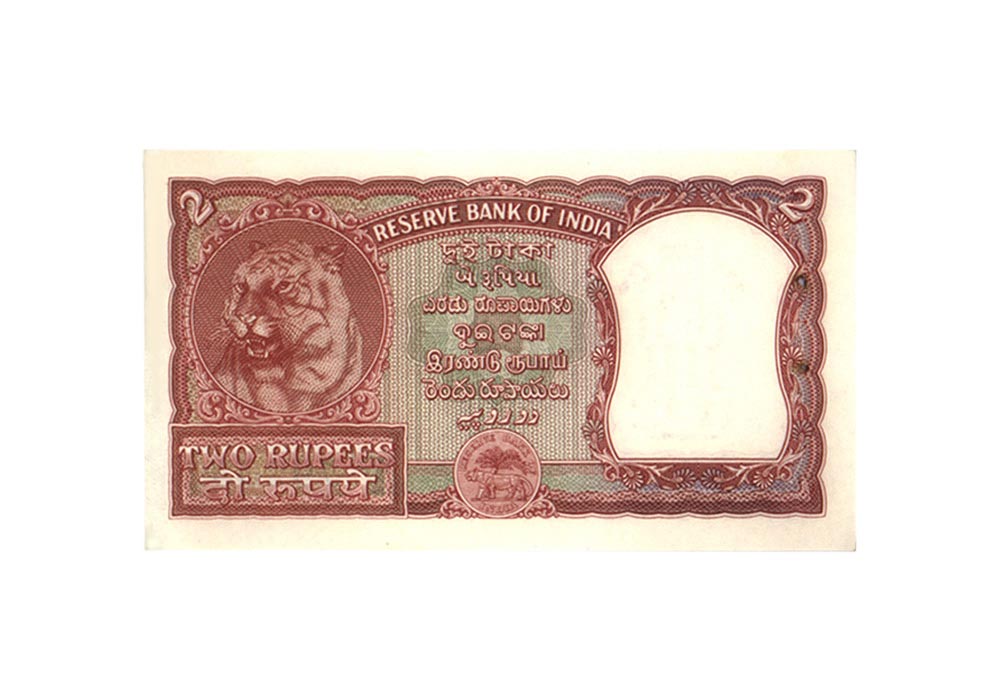 2
RESERVE BANK OF INDIA
2
দুই টাকা
બે રૂપિયા
ಎರಡು ರೂಪಾಯಿಗಳು
ଦୁଇ ଟଙ୍କା
இரண்டு ரூபாய்
రెండు రూపాయలు
TWO RUPEES
दो रुपये